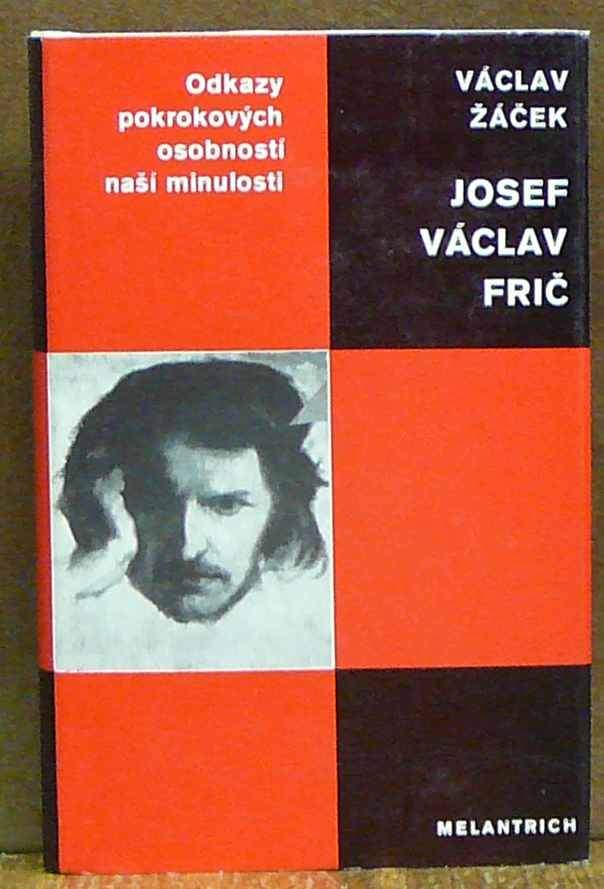 Odkazy
pokrokových
osobností
naší minulosti
VÁCLAV
ŽÁČEK
JOSEF
VÁCLAV
FRIČ
MELANTRICH